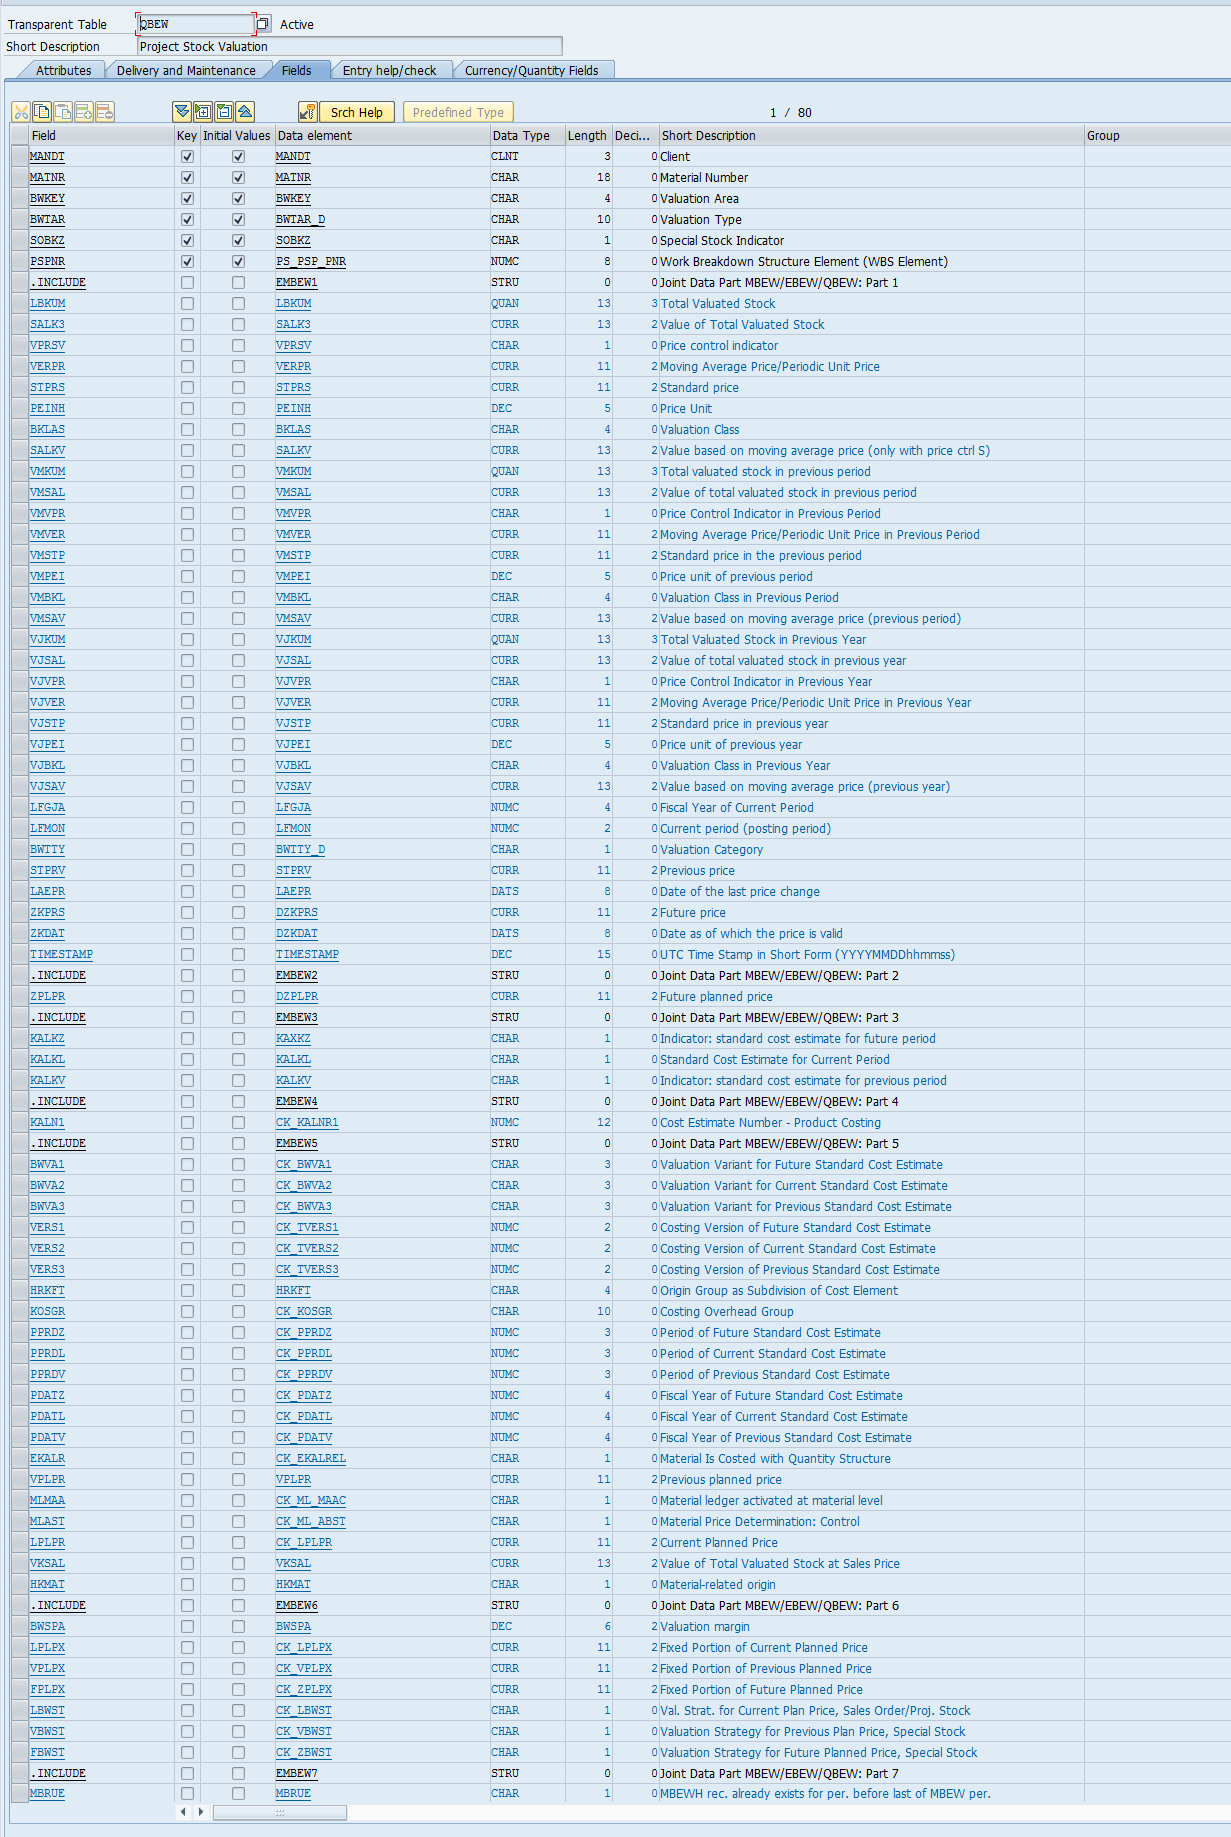 Transparent Table QBEW Active
Short Description Project Stock Valuation
Attributes Delivery and Maintenance Fields Entry help/check Currency/Quantity Fields
Srch Help Predefined Type 1 / 80
Field Key Initial Values Data element Data Type Length Deci... Short Description Group
MANDT MANDT CLNT 3 0 Client
MATNR MATNR CHAR 18 0 Material Number
BWKEY BWKEY CHAR 4 0 Valuation Area
BWTAR BWTAR_D CHAR 10 0 Valuation Type
SOBKZ SOBKZ CHAR 1 0 Special Stock Indicator
PSPNR PS_PSP_PNR NUMC 8 0 Work Breakdown Structure Element (WBS Element)
.INCLUDE EMBEW1 STRU 0 0 Joint Data Part MBEW/EBEW/QBEW: Part 1
LBKUM LBKUM QUAN 13 3 Total Valuated Stock
SALK3 SALK3 CURR 13 2 Value of Total Valuated Stock
VPRSV VPRSV CHAR 1 0 Price control indicator
VERPR VERPR CURR 11 2 Moving Average Price/Periodic Unit Price
STPRS STPRS CURR 11 2 Standard price
PEINH PEINH DEC 5 0 Price Unit
BKLAS BKLAS CHAR 4 0 Valuation Class
SALKV SALKV CURR 13 2 Value based on moving average price (only with price ctrl S)
VMKUM VMKUM QUAN 13 3 Total valuated stock in previous period
VMSAL VMSAL CURR 13 2 Value of total valuated stock in previous period
VMVPR VMVPR CHAR 1 0 Price Control Indicator in Previous Period
VMVER VMVER CURR 11 2 Moving Average Price/Periodic Unit Price in Previous Period
VMSTP VMSTP CURR 11 2 Standard price in the previous period
VMPEI VMPEI DEC 5 0 Price unit of previous period
VMBKL VMBKL CHAR 4 0 Valuation Class in Previous Period
VMSAV VMSAV CURR 13 2 Value based on moving average price (previous period)
VJKUM VJKUM QUAN 13 3 Total Valuated Stock in Previous Year
VJSAL VJSAL CURR 13 2 Value of total valuated stock in previous year
VJVPR VJVPR CHAR 1 0 Price Control Indicator in Previous Year
VJVER VJVER CURR 11 2 Moving Average Price/Periodic Unit Price in Previous Year
VJSTP VJSTP CURR 11 2 Standard price in previous year
VJPEI VJPEI DEC 5 0 Price unit of previous year
VJBKL VJBKL CHAR 4 0 Valuation Class in Previous Year
VJSAV VJSAV CURR 13 2 Value based on moving average price (previous year)
LFGJA LFGJA NUMC 4 0 Fiscal Year of Current Period
LFMON LFMON NUMC 2 0 Current period (posting period)
BWTTY BWTTY_D CHAR 1 0 Valuation Category
STPRV STPRV CURR 11 2 Previous price
LAEPR LAEPR DATS 8 0 Date of the last price change
ZKPRS DZKPRS CURR 11 2 Future price
ZKDAT DZKDAT DATS 8 0 Date as of which the price is valid
TIMESTAMP TIMESTAMP DEC 15 0 UTC Time Stamp in Short Form (YYYYMMDDhhmmss)
.INCLUDE EMBEW2 STRU 0 0 Joint Data Part MBEW/EBEW/QBEW: Part 2
ZPLPR DZPLPR CURR 11 2 Future planned price
.INCLUDE EMBEW3 STRU 0 0 Joint Data Part MBEW/EBEW/QBEW: Part 3
KALKZ KAXKZ CHAR 1 0 Indicator: standard cost estimate for future period
KALKL KALKL CHAR 1 0 Standard Cost Estimate for Current Period
KALKV KALKV CHAR 1 0 Indicator: standard cost estimate for previous period
.INCLUDE EMBEW4 STRU 0 0 Joint Data Part MBEW/EBEW/QBEW: Part 4
KALN1 CK_KALNR1 NUMC 12 0 Cost Estimate Number - Product Costing
.INCLUDE EMBEW5 STRU 0 0 Joint Data Part MBEW/EBEW/QBEW: Part 5
BWVA1 CK_BWVA1 CHAR 3 0 Valuation Variant for Future Standard Cost Estimate
BWVA2 CK_BWVA2 CHAR 3 0 Valuation Variant for Current Standard Cost Estimate
BWVA3 CK_BWVA3 CHAR 3 0 Valuation Variant for Previous Standard Cost Estimate
VERS1 CK_TVERS1 NUMC 2 0 Costing Version of Future Standard Cost Estimate
VERS2 CK_TVERS2 NUMC 2 0 Costing Version of Current Standard Cost Estimate
VERS3 CK_TVERS3 NUMC 2 0 Costing Version of Previous Standard Cost Estimate
HRKFT HRKFT CHAR 4 0 Origin Group as Subdivision of Cost Element
KOSGR CK_KOSGR CHAR 10 0 Costing Overhead Group
PPRDZ CK_PPRDZ NUMC 3 0 Period of Future Standard Cost Estimate
PPRDL CK_PPRDL NUMC 3 0 Period of Current Standard Cost Estimate
PPRDV CK_PPRDV NUMC 3 0 Period of Previous Standard Cost Estimate
PDATZ CK_PDATZ NUMC 4 0 Fiscal Year of Future Standard Cost Estimate
PDATL CK_PDATL NUMC 4 0 Fiscal Year of Current Standard Cost Estimate
PDATV CK_PDATV NUMC 4 0 Fiscal Year of Previous Standard Cost Estimate
EKALR CK_EKALREL CHAR 1 0 Material Is Costed with Quantity Structure
VPLPR VPLPR CURR 11 2 Previous planned price
MLMAA CK_ML_MAAC CHAR 1 0 Material ledger activated at material level
MLAST CK_ML_ABST CHAR 1 0 Material Price Determination: Control
LPLPR CK_LPLPR CURR 11 2 Current Planned Price
VKSAL VKSAL CURR 13 2 Value of Total Valuated Stock at Sales Price
HKMAT HKMAT CHAR 1 0 Material-related origin
.INCLUDE EMBEW6 STRU 0 0 Joint Data Part MBEW/EBEW/QBEW: Part 6
BWSPA BWSPA DEC 6 2 Valuation margin
LPLPX CK_LPLPX CURR 11 2 Fixed Portion of Current Planned Price
VPLPX CK_VPLPX CURR 11 2 Fixed Portion of Previous Planned Price
FPLPX CK_ZPLPX CURR 11 2 Fixed Portion of Future Planned Price
LBWST CK_LBWST CHAR 1 0 Val. Strat. for Current Plan Price, Sales Order/Proj. Stock
VBWST CK_VBWST CHAR 1 0 Valuation Strategy for Previous Plan Price, Special Stock
FBWST CK_ZBWST CHAR 1 0 Valuation Strategy for Future Planned Price, Special Stock
.INCLUDE EMBEW7 STRU 0 0 Joint Data Part MBEW/EBEW/QBEW: Part 7
MBRUE MBRUE CHAR 1 0 MBEWH rec. already exists for per. before last of MBEW per.